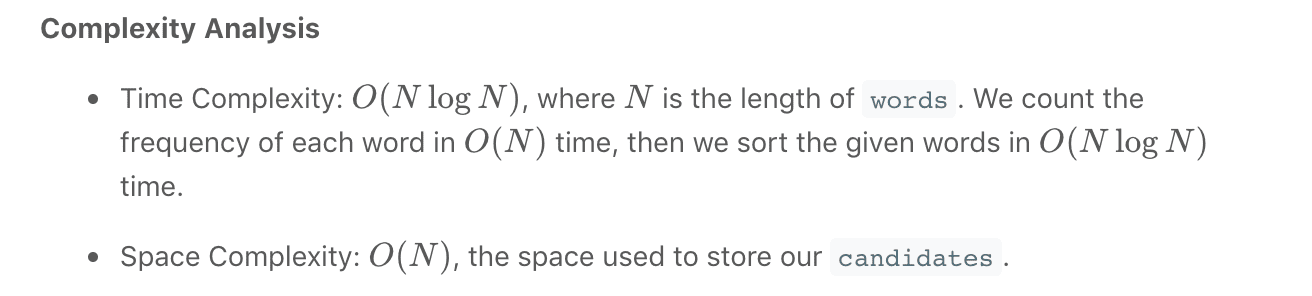 Complexity Analysis
• Time Complexity: O(N log N), where N is the length of words . We count the
frequency of each word in O(N) time, then we sort the given words in O(N log N)
time.
• Space Complexity: O(N), the space used to store our candidates .